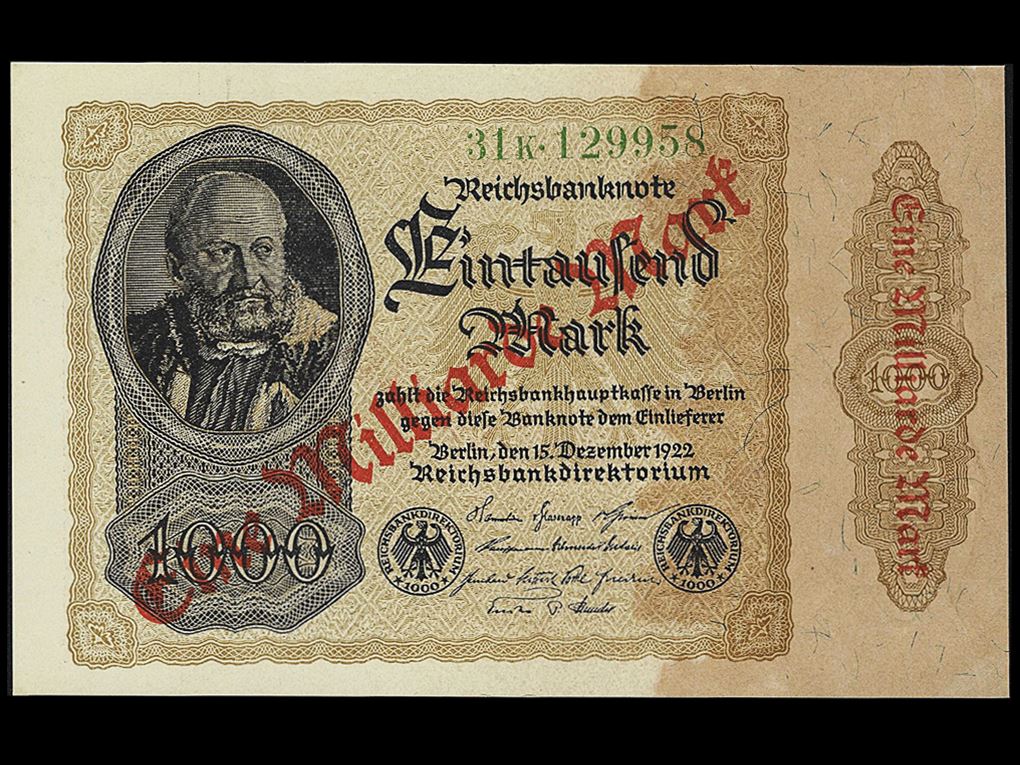 31K·129958
Reichsbanknote
Eintausend
Mark
zahlt die Reichsbankhauptkasse in Berlin
gegen diese Banknote dem Einlieferer
Berlin, den 15. Dezember 1922
Reichsbankdirektorium
Eine Milliarde Mark
1000
REICHSBANKDIREKTORIUM
1000
REICHSBANKDIREKTORIUM
1000
Eine Milliarde Mark
1000